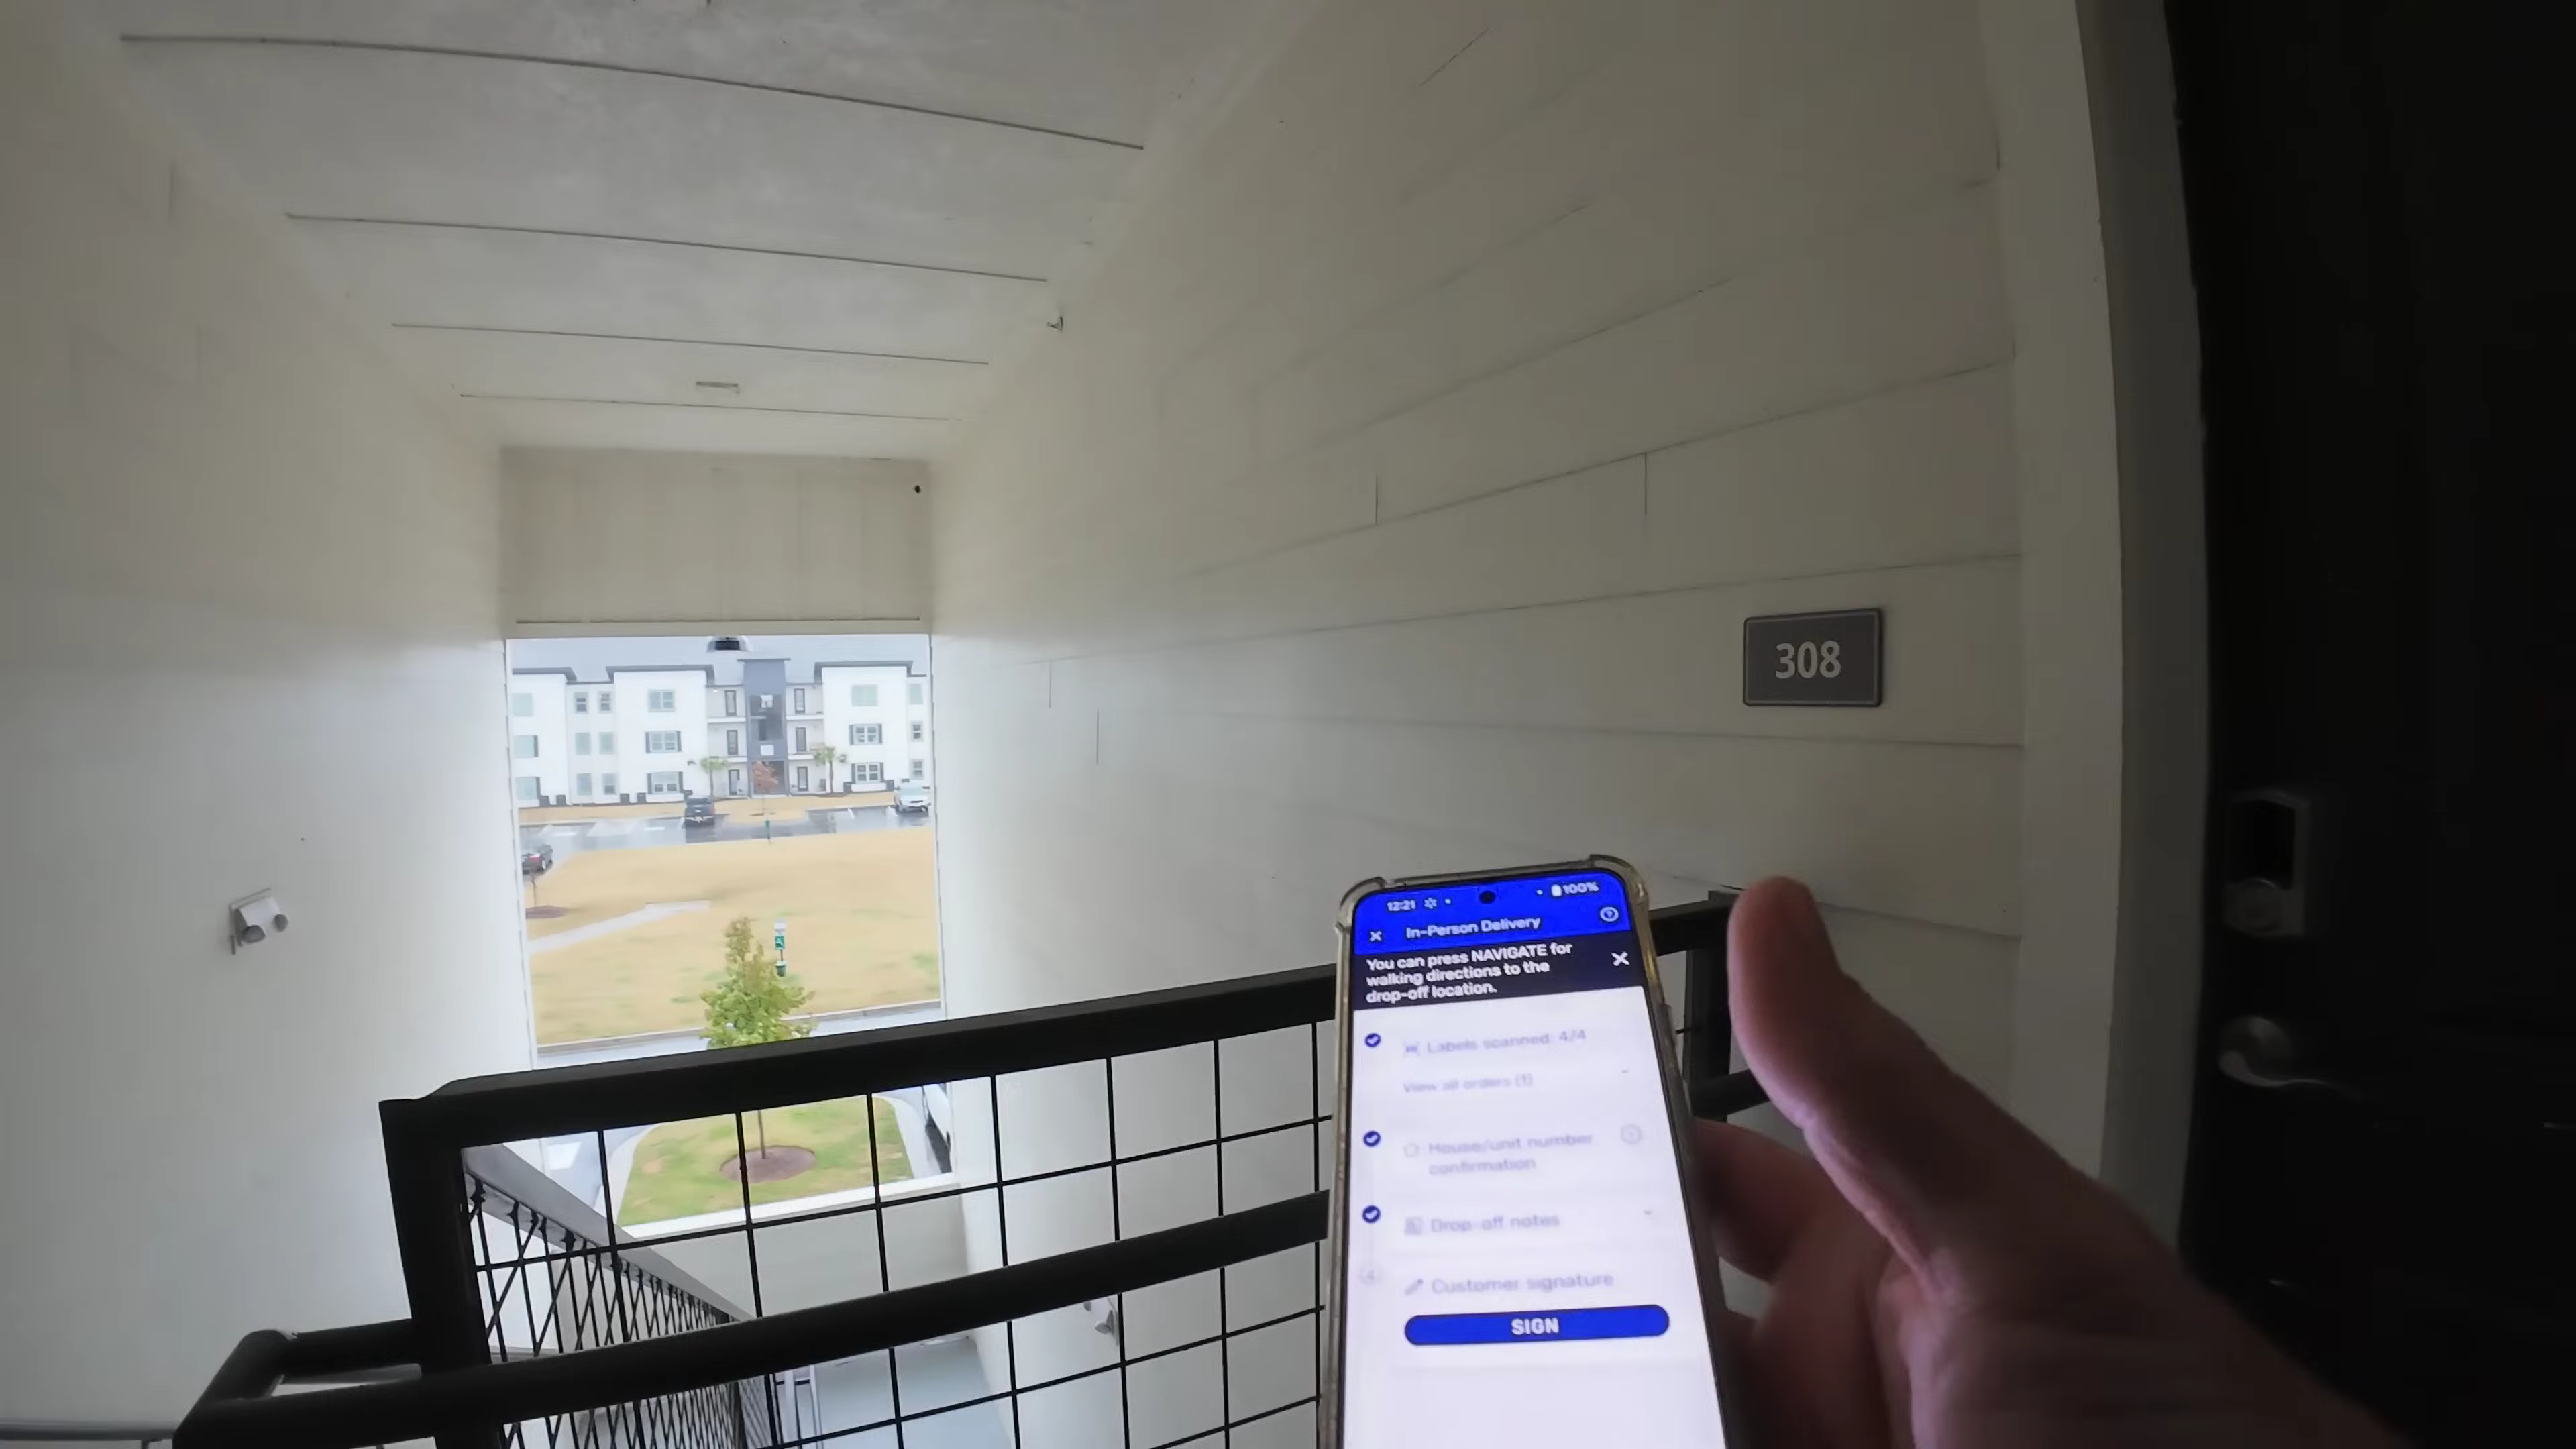 308
12:21 100%
In-Person Delivery
You can press NAVIGATE for
walking directions to the
drop-off location.
Labels scanned: 4/4
View all orders (1)
House/unit number
confirmation
Drop-off notes
4
Customer signature
SIGN